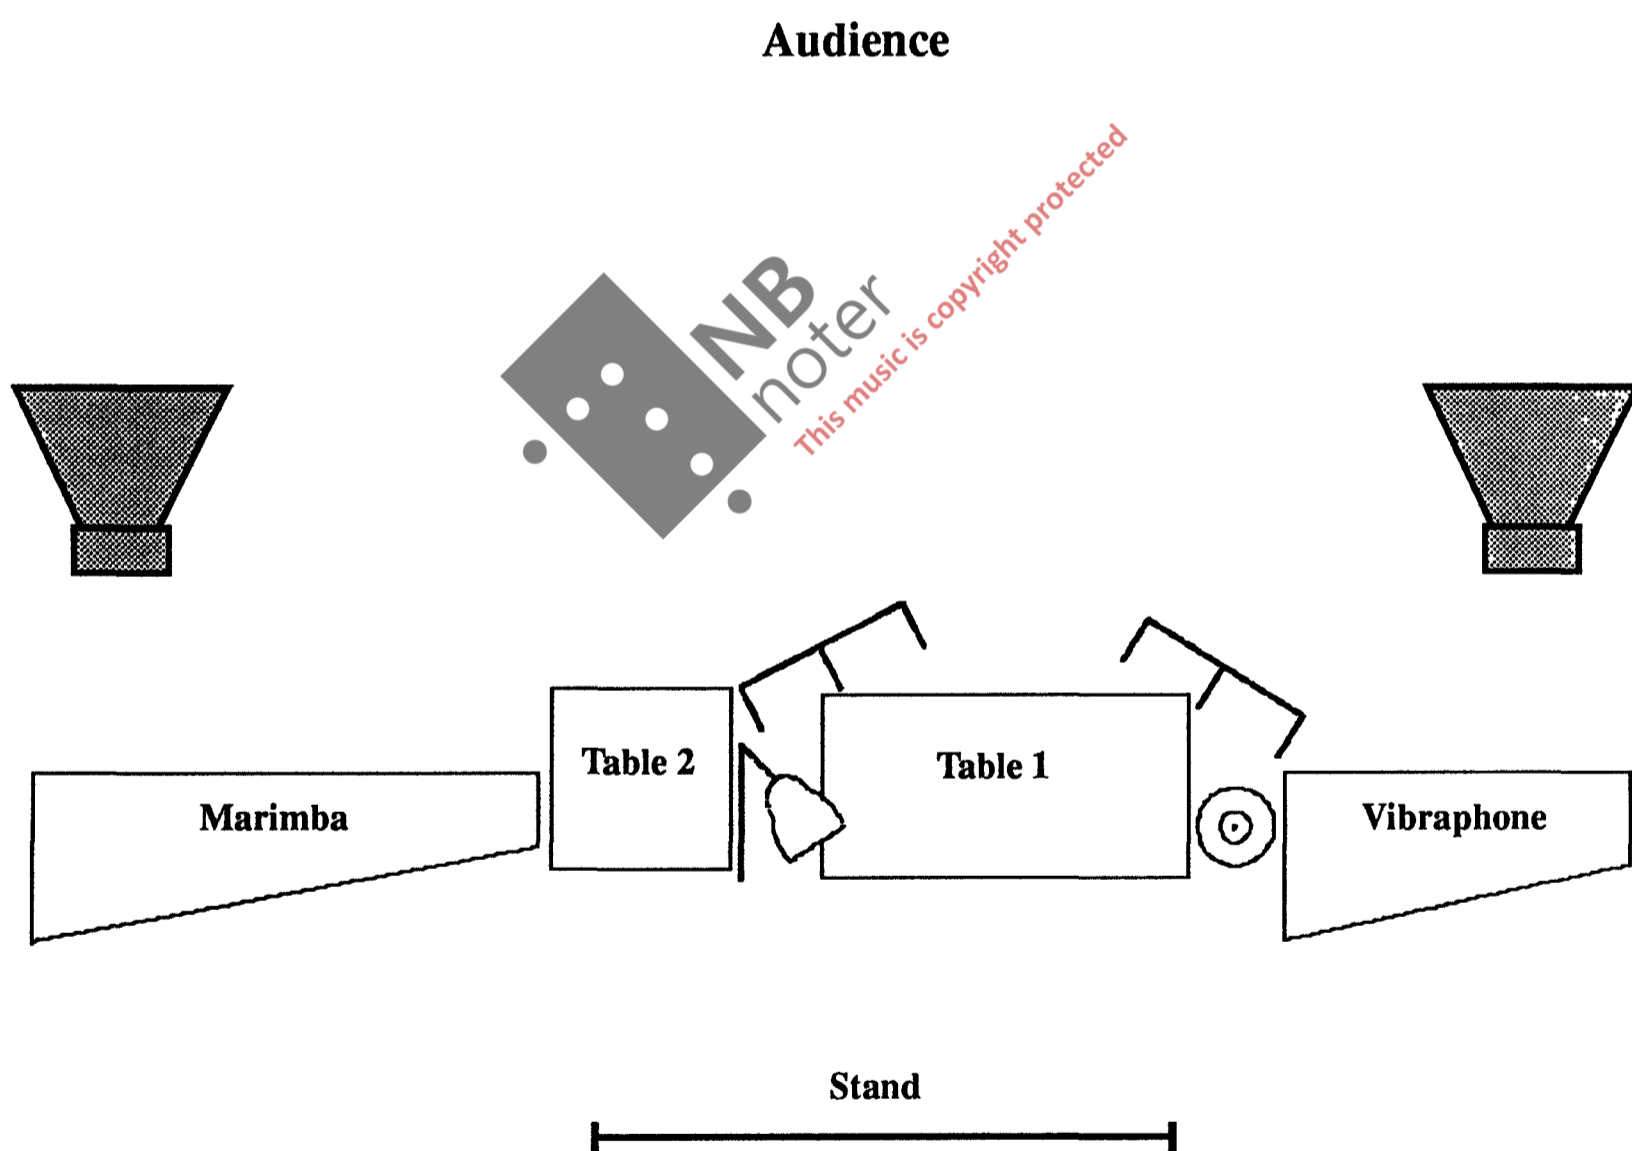 Audience
NB
noter
This music is copyright protected
Table 2
Table 1
Marimba
Vibraphone
Stand